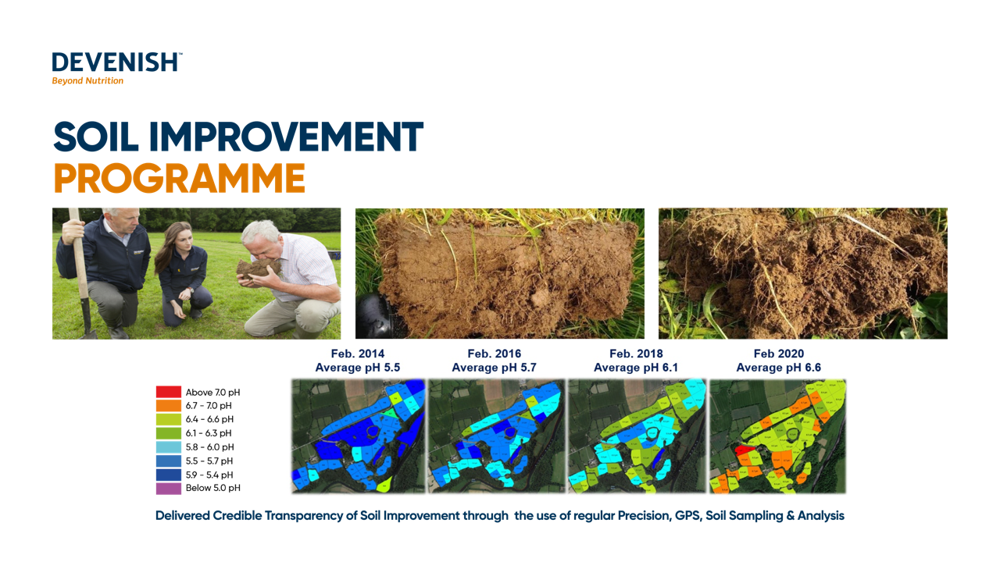 DEVENISH™
Beyond Nutrition
SOIL IMPROVEMENT
PROGRAMME
Feb. 2014
Average pH 5.5
Feb. 2016
Average pH 5.7
Feb. 2018
Average pH 6.1
Feb 2020
Average pH 6.6
Above 7.0 pH
6.7 - 7.0 pH
6.4 - 6.6 pH
6.1 - 6.3 pH
5.8 - 6.0 pH
5.5 - 5.7 pH
5.9 - 5.4 pH
Below 5.0 pH
Delivered Credible Transparency of Soil Improvement through the use of regular Precision, GPS, Soil Sampling & Analysis